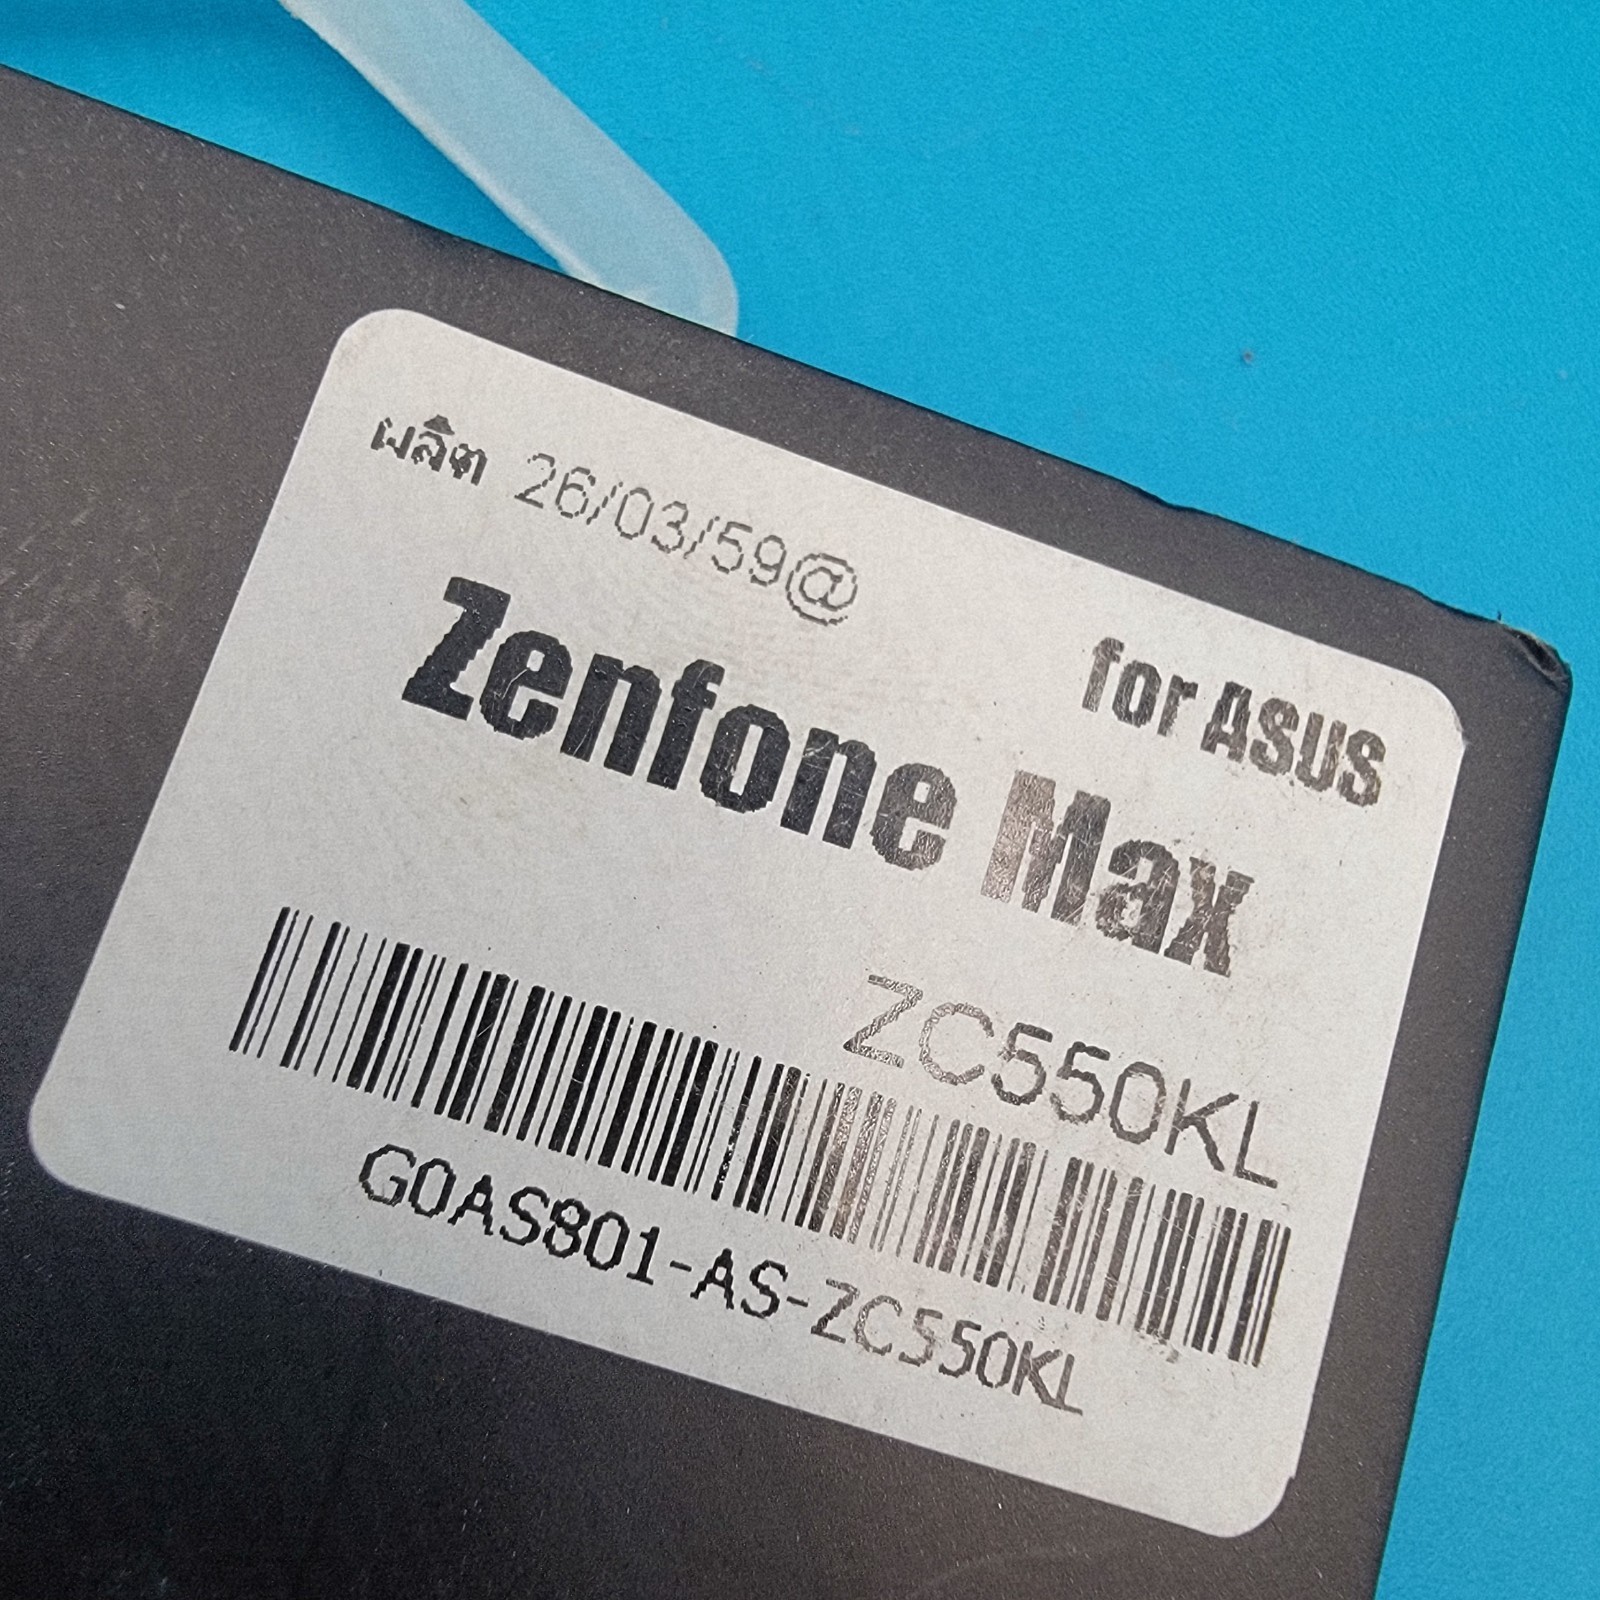 ผลิต 26/03/59@
for ASUS
Zenfone Max
ZC550KL
G0AS801-AS-ZC550KL